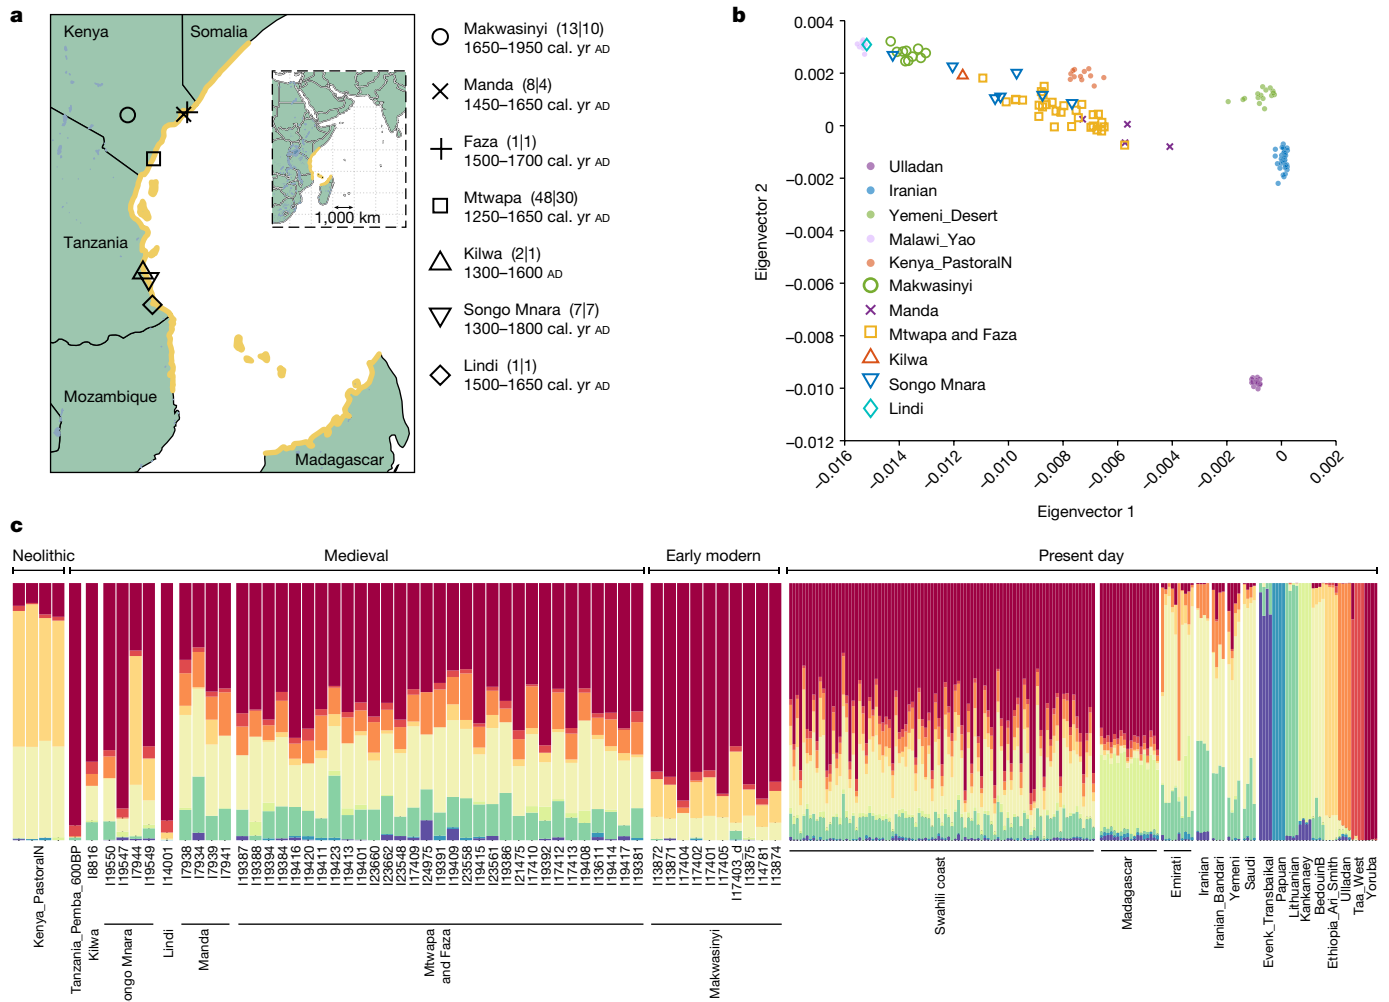 a
Kenya
Somalia
Tanzania
Mozambique
Madagascar
1,000 km
Makwasinyi (13|10)
1650–1950 cal. yr AD
Manda (8|4)
1450–1650 cal. yr AD
Faza (1|1)
1500–1700 cal. yr AD
Mtwapa (48|30)
1250–1650 cal. yr AD
Kilwa (2|1)
1300–1600 AD
Songo Mnara (7|7)
1300–1800 cal. yr AD
Lindi (1|1)
1500–1650 cal. yr AD
b
Eigenvector 2
0.004
0.002
0
−0.002
−0.004
−0.006
−0.008
−0.010
−0.012
Ulladan
Iranian
Yemeni_Desert
Malawi_Yao
Kenya_PastoralN
Makwasinyi
Manda
Mtwapa and Faza
Kilwa
Songo Mnara
Lindi
−0.016
−0.014
−0.012
−0.010
−0.008
−0.006
−0.004
−0.002
0
0.002
Eigenvector 1
c
Neolithic
Medieval
Early modern
Present day
Kenya_PastoralN
Tanzania_Pemba_600BP
I8816
Kilwa
I19550
I19547
I7944
I19549
ongo Mnara
I14001
Lindi
I7938
I7934
I7939
I7941
Manda
I19387
I19388
I19394
I19384
I19416
I19420
I19411
I19423
I19413
I19401
I23660
I23662
I23548
I17409
I24975
I19391
I19409
I23558
I19415
I23561
I19386
I21475
I17410
I19392
I17412
I17413
I19408
I13611
I19414
I19417
I19381
Mtwapa
and Faza
I13872
I13871
I17404
I17402
I17401
I17405
I17403_d
I13875
I14781
I13874
Makwasinyi
Swahili coast
Madagascar
Emirati
Iranian
Iranian_Bandari
Yemeni
Saudi
Evenk_Transbaikal
Papuan
Lithuanian
Kankanaey
BedouinB
Ethiopia_Ari_Smith
Ulladan
Taa_West
Yoruba